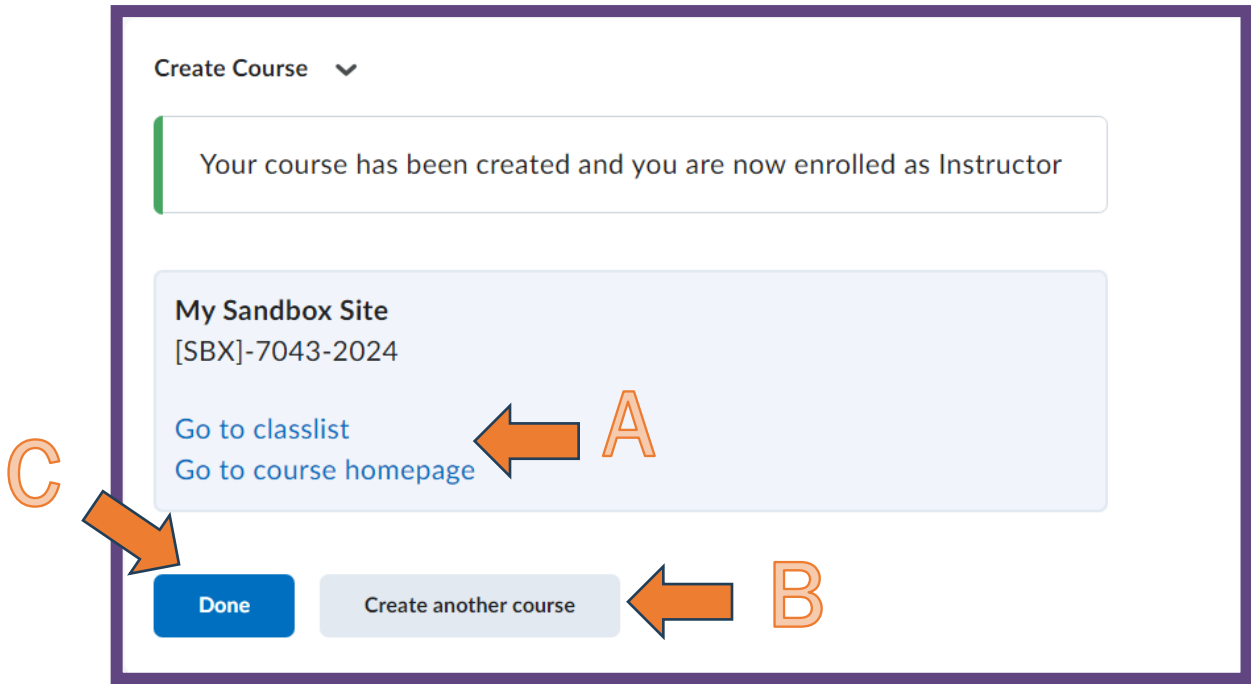 Create Course
Your course has been created and you are now enrolled as Instructor
My Sandbox Site
[SBX]-7043-2024
Go to classlist
A
Go to course homepage
C
Done
Create another course
B